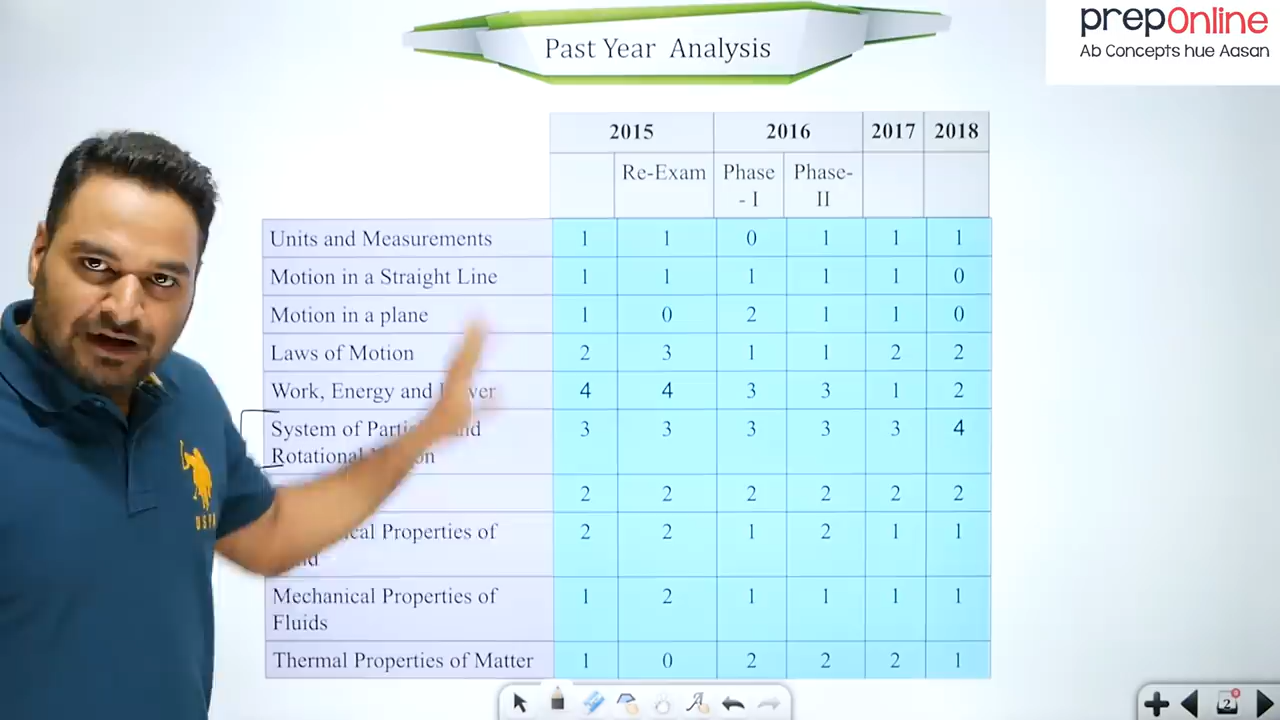 prepOnline
Ab Concepts hue Aasan
Past Year Analysis
2015 2016 2017 2018
Re-Exam Phase - I Phase-II
Units and Measurements 1 1 0 1 1 1
Motion in a Straight Line 1 1 1 1 1 0
Motion in a plane 1 0 2 1 1 0
Laws of Motion 2 3 1 1 2 2
Work, Energy and 4 4 3 3 1 2
System of 3 3 3 3 3 4
Rotational
2 2 2 2 2 2
Properties of 2 2 1 2 1 1
Mechanical Properties of 1 2 1 1 1 1
Fluids
Thermal Properties of Matter 1 0 2 2 2 1
2